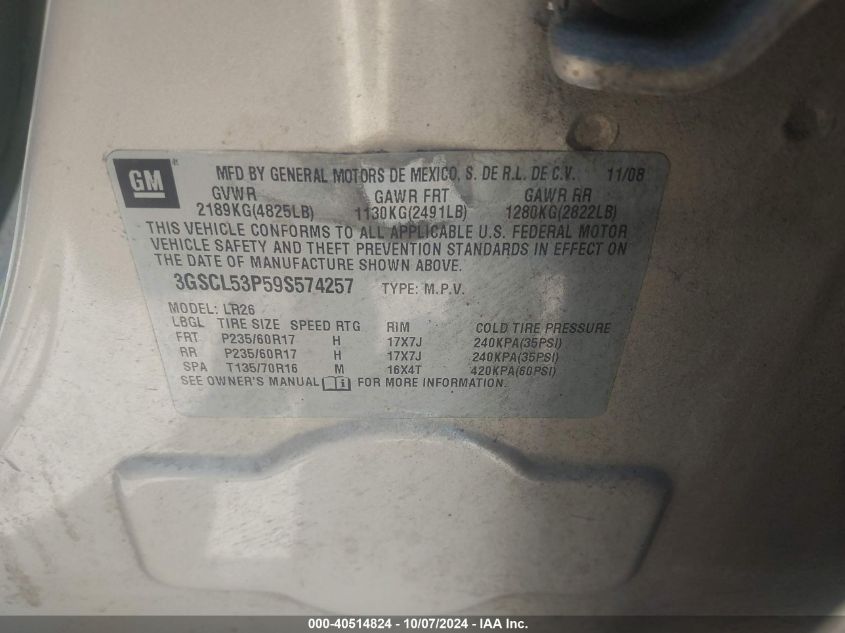 GM ® MFD BY GENERAL MOTORS DE MEXICO, S. DE R.L. DE C.V. 11/08
GVWR GAWR FRT GAWR RR
2189KG(4825LB) 1130KG(2491LB) 1280KG(2822LB)
THIS VEHICLE CONFORMS TO ALL APPLICABLE U.S. FEDERAL MOTOR
VEHICLE SAFETY AND THEFT PREVENTION STANDARDS IN EFFECT ON
THE DATE OF MANUFACTURE SHOWN ABOVE.
3GSCL53P59S574257 TYPE: M.P.V.
MODEL: LR26
LBGL TIRE SIZE SPEED RTG RIM COLD TIRE PRESSURE
FRT P235/60R17 H 17X7J 240KPA(35PSI)
RR P235/60R17 H 17X7J 240KPA(35PSI)
SPA T135/70R16 M 16X4T 420KPA(60PSI)
SEE OWNER'S MANUAL FOR MORE INFORMATION.
000-40514824 - 10/07/2024 - IAA Inc.